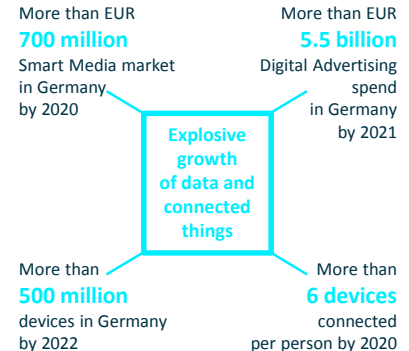 More than EUR
700 million
Smart Media market
in Germany
by 2020
More than EUR
5.5 billion
Digital Advertising
spend
in Germany
by 2021
Explosive
growth
of data and
connected
things
More than
500 million
devices in Germany
by 2022
More than
6 devices
connected
per person by 2020